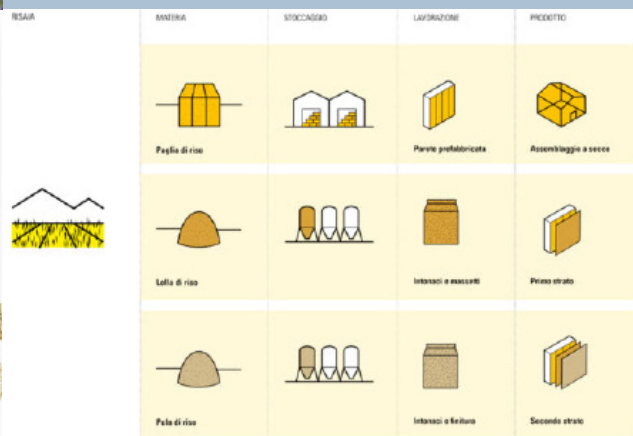 RISAIA
MATERIA
STOCCAGGIO
LAVORAZIONE
PRODOTTO
Paglia di riso
Parete prefabbricata
Assemblaggio a secco
Lolla di riso
Intonaci e massetti
Primo strato
Pula di riso
Intonaci e finitura
Secondo strato